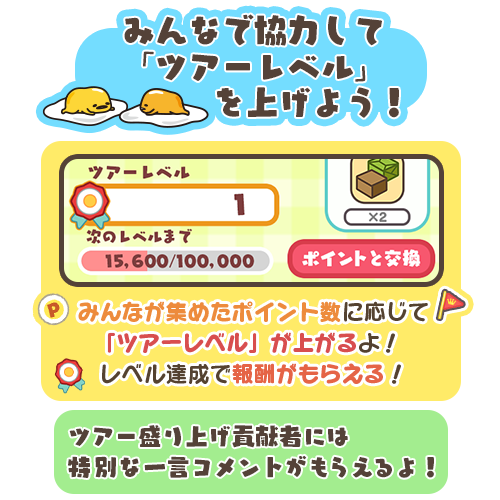 みんなで協力して
「ツアーレベル」
を上げよう！
ツアーレベル
1
×2
次のレベルまで
15,600/100,000
ポイントと交換
P みんなが集めたポイント数に応じて
「ツアーレベル」が上がるよ！
レベル達成で報酬がもらえる！
ツアー盛り上げ貢献者には
特別な一言コメントがもらえるよ！